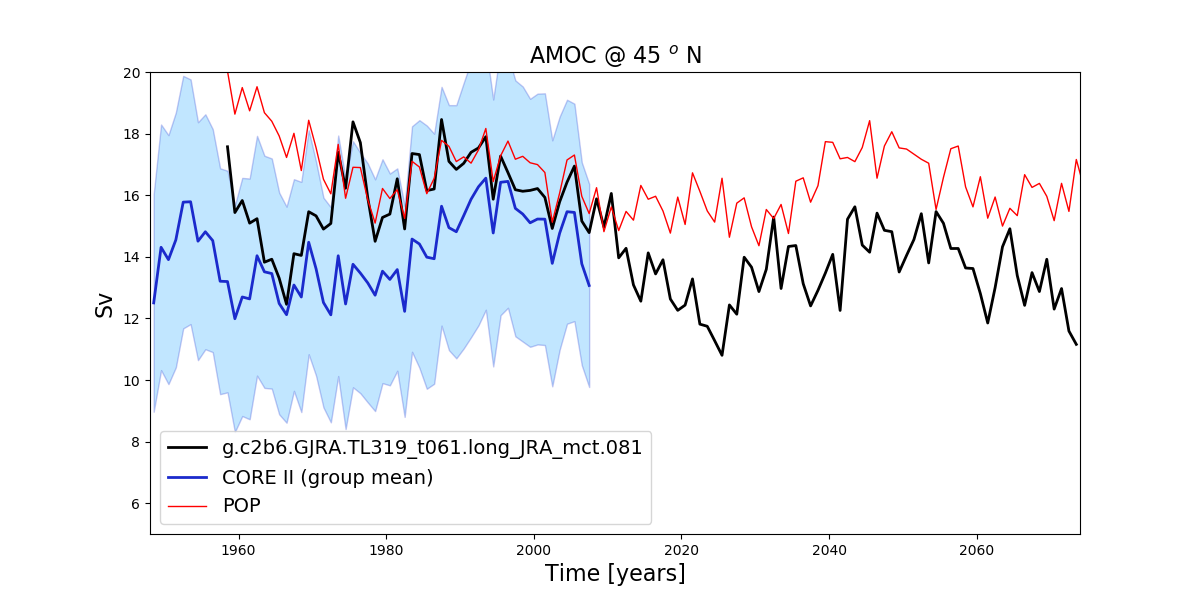 AMOC @ 45 ° N
Sv
20
18
16
14
12
10
8
6
g.c2b6.GJRA.TL319_t061.long_JRA_mct.081
CORE II (group mean)
POP
1960 1980 2000 2020 2040 2060
Time [years]